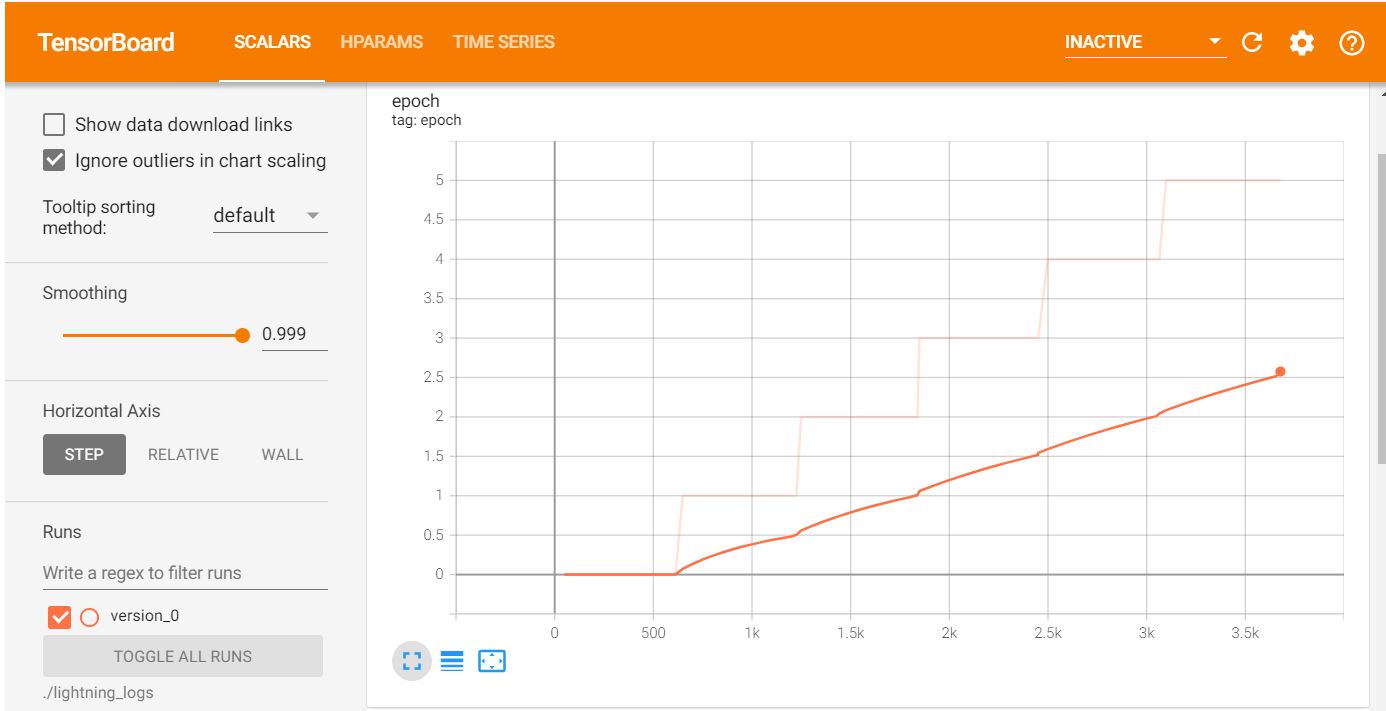 TensorBoard SCALARS HPARAMS TIME SERIES INACTIVE
Show data download links
Ignore outliers in chart scaling
Tooltip sorting
method:
default
Smoothing
0.999
Horizontal Axis
STEP RELATIVE WALL
Runs
Write a regex to filter runs
version_0
TOGGLE ALL RUNS
./lightning_logs
epoch
tag: epoch
5
4.5
4
3.5
3
2.5
2
1.5
1
0.5
0
0 500 1k 1.5k 2k 2.5k 3k 3.5k